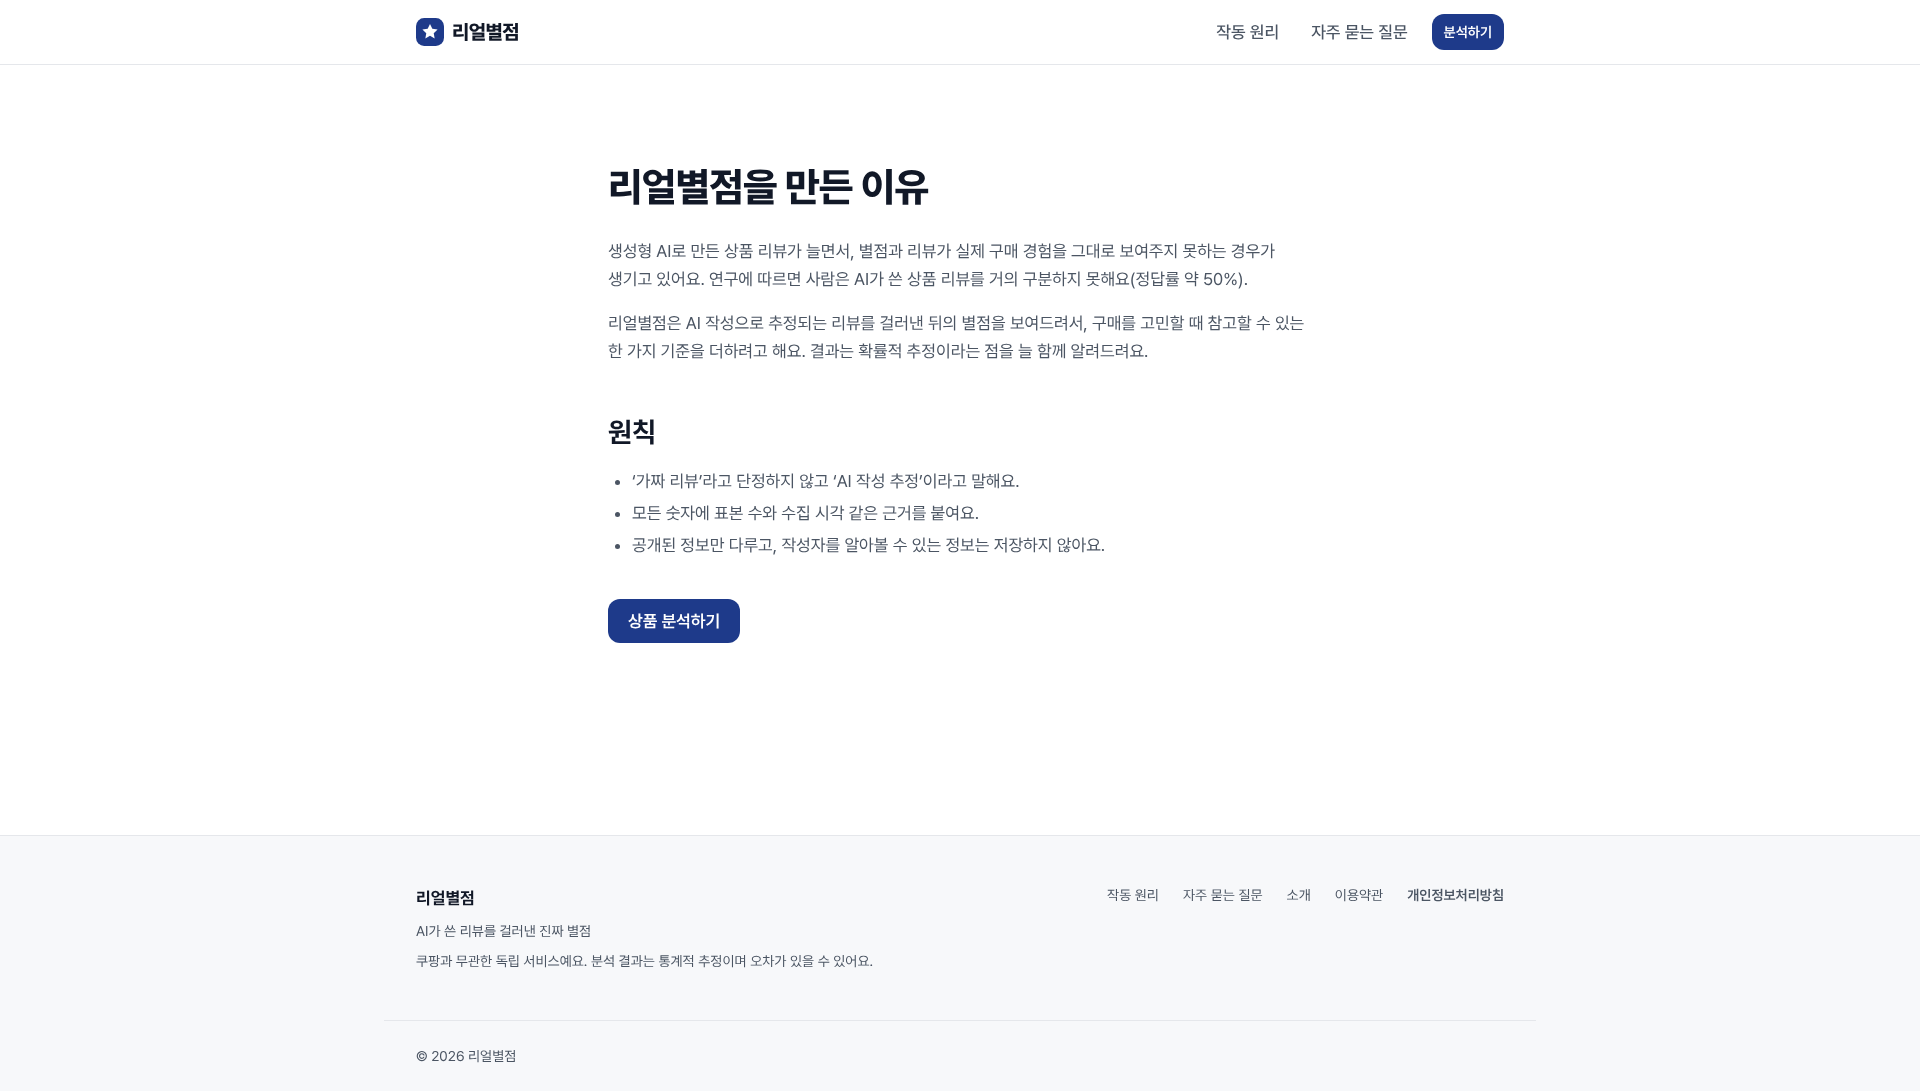 리얼별점
작동 원리
자주 묻는 질문
분석하기
리얼별점을 만든 이유
생성형 AI로 만든 상품 리뷰가 늘면서, 별점과 리뷰가 실제 구매 경험을 그대로 보여주지 못하는 경우가
생기고 있어요. 연구에 따르면 사람은 AI가 쓴 상품 리뷰를 거의 구분하지 못해요(정답률 약 50%).
리얼별점은 AI 작성으로 추정되는 리뷰를 걸러낸 뒤의 별점을 보여드려서, 구매를 고민할 때 참고할 수 있는
한 가지 기준을 더하려고 해요. 결과는 확률적 추정이라는 점을 늘 함께 알려드려요.
원칙
• ‘가짜 리뷰’라고 단정하지 않고 ‘AI 작성 추정’이라고 말해요.
• 모든 숫자에 표본 수와 수집 시각 같은 근거를 붙여요.
• 공개된 정보만 다루고, 작성자를 알아볼 수 있는 정보는 저장하지 않아요.
상품 분석하기
리얼별점
AI가 쓴 리뷰를 걸러낸 진짜 별점
쿠팡과 무관한 독립 서비스예요. 분석 결과는 통계적 추정이며 오차가 있을 수 있어요.
작동 원리
자주 묻는 질문
소개
이용약관
개인정보처리방침
© 2026 리얼별점